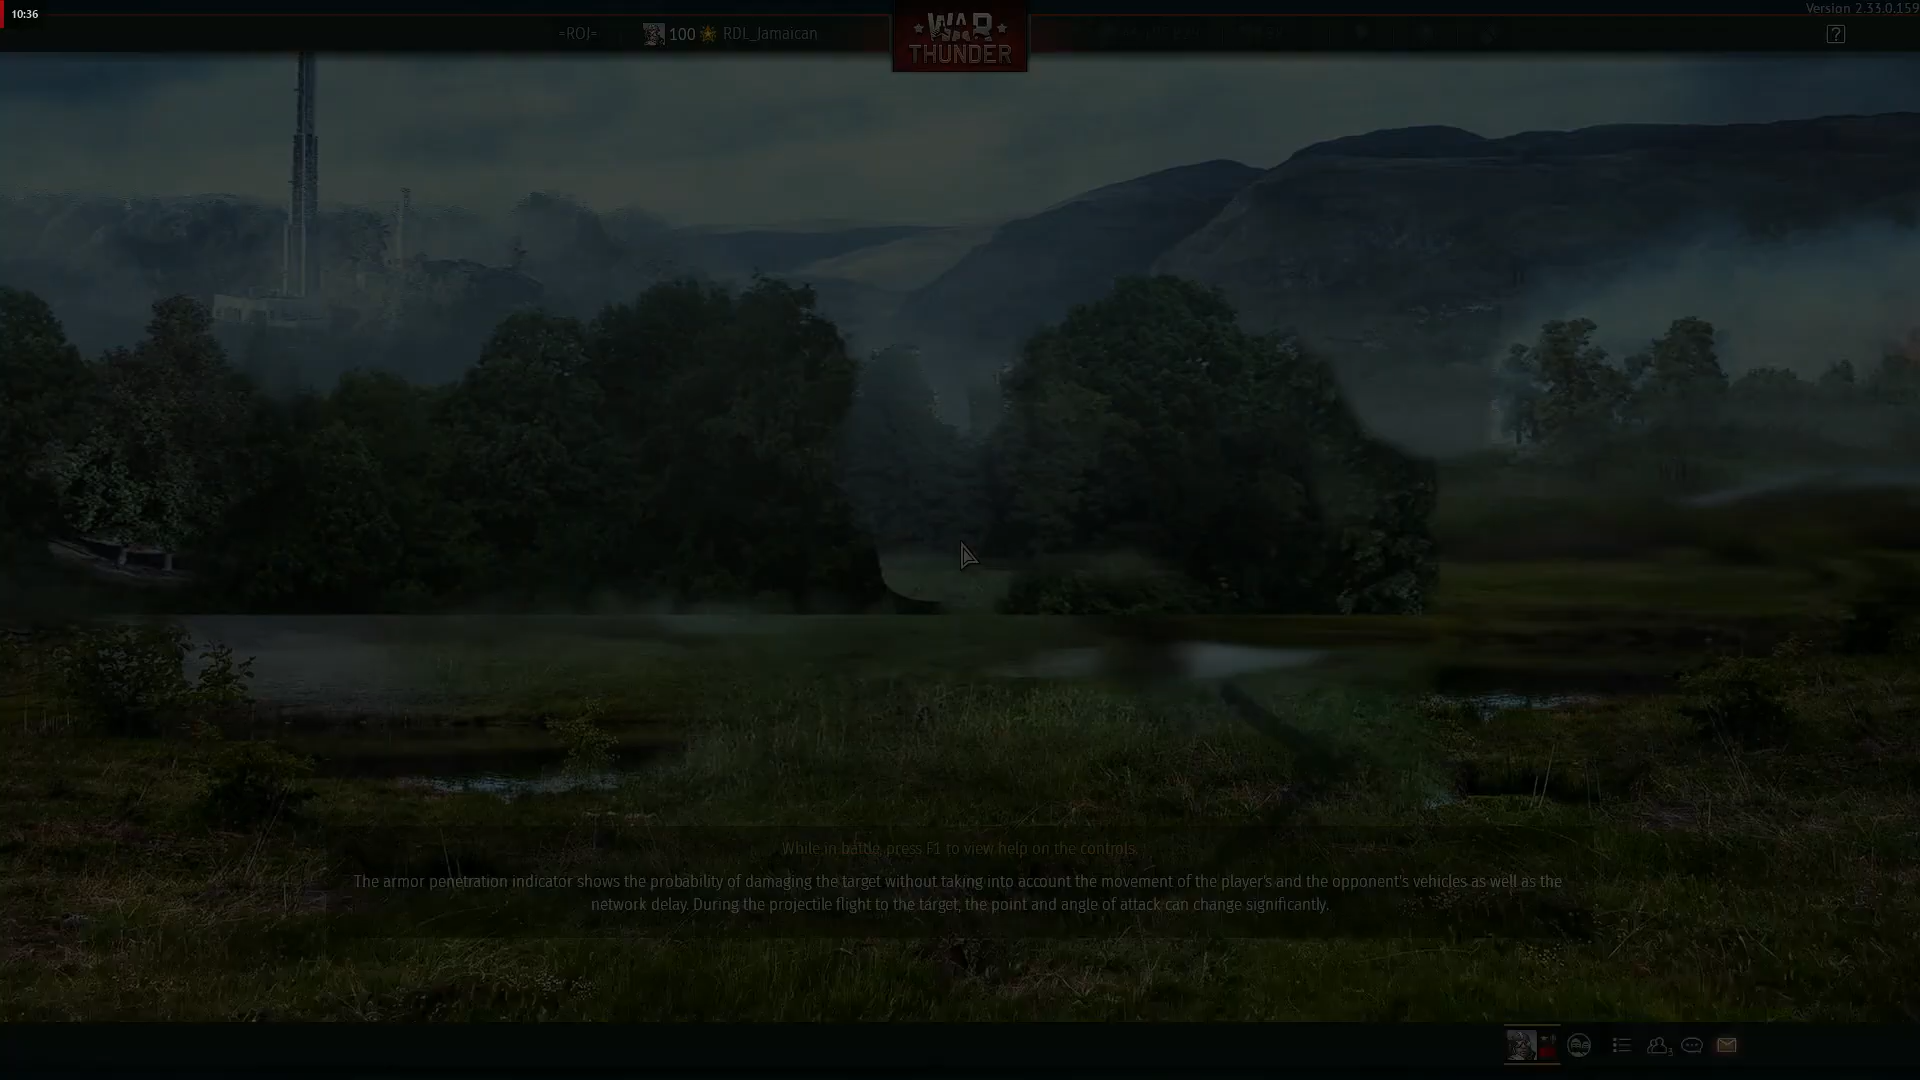 10:36
Version 2.33.0.159
=ROJ= 100 RDL_Jamaican
WAR
THUNDER
?
While in battle, press F1 to view help on the controls.
The armor penetration indicator shows the probability of damaging the target without taking into account the movement of the player's and the opponent's vehicles as well as the
network delay. During the projectile flight to the target, the point and angle of attack can change significantly.
3